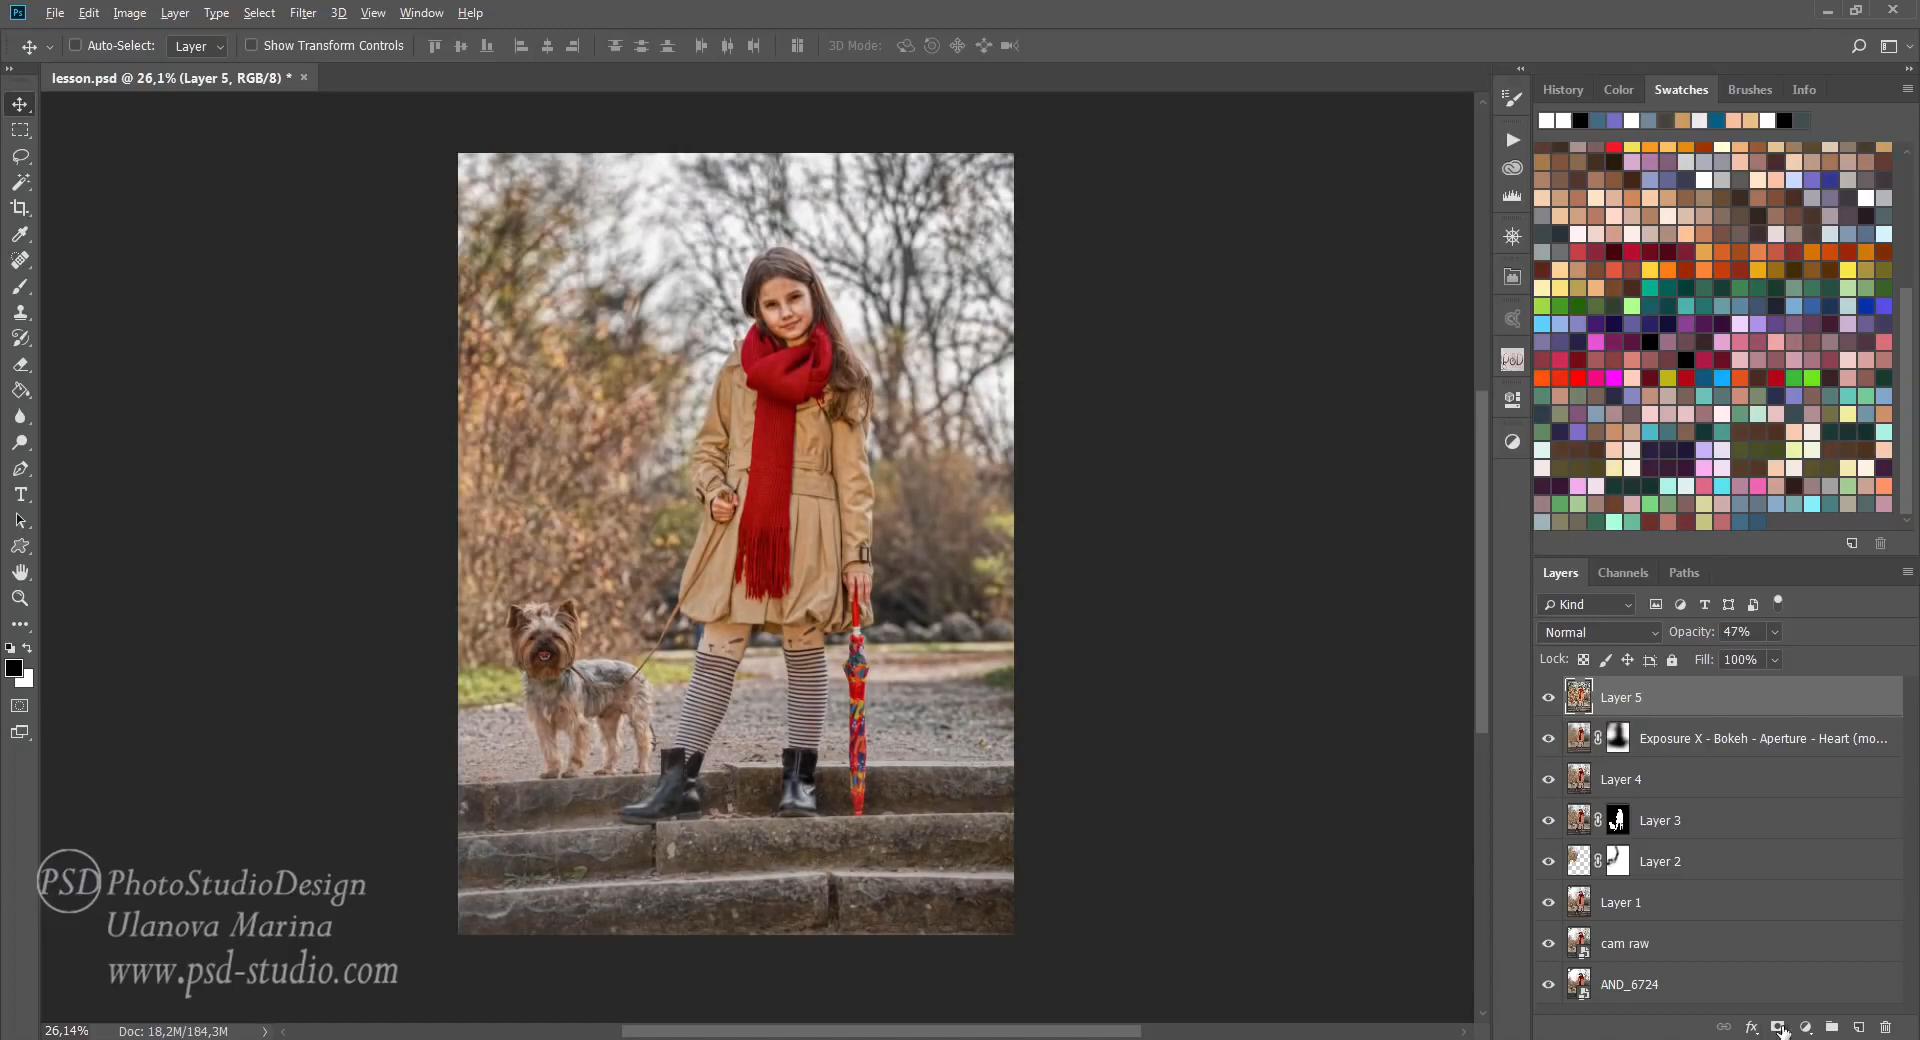 Ps File Edit Image Layer Type Select Filter 3D View Window Help
Auto-Select: Layer Show Transform Controls 3D Mode:
lesson.psd @ 26,1% (Layer 5, RGB/8) * ×
History Color Swatches Brushes Info
PSD
Layers Channels Paths
Kind
Normal Opacity: 47%
Lock: Fill: 100%
Layer 5
Exposure X - Bokeh - Aperture - Heart (mo...
Layer 4
Layer 3
Layer 2
Layer 1
cam raw
AND_6724
fx
PSD PhotoStudioDesign
Ulanova Marina
www.psd-studio.com
26,14% Doc: 18,2M/184,3M